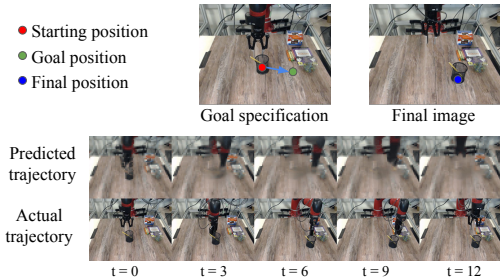 Starting position
Goal position
Final position
Goal specification
Final image
Predicted
trajectory
Actual
trajectory
t = 0
t = 3
t = 6
t = 9
t = 12